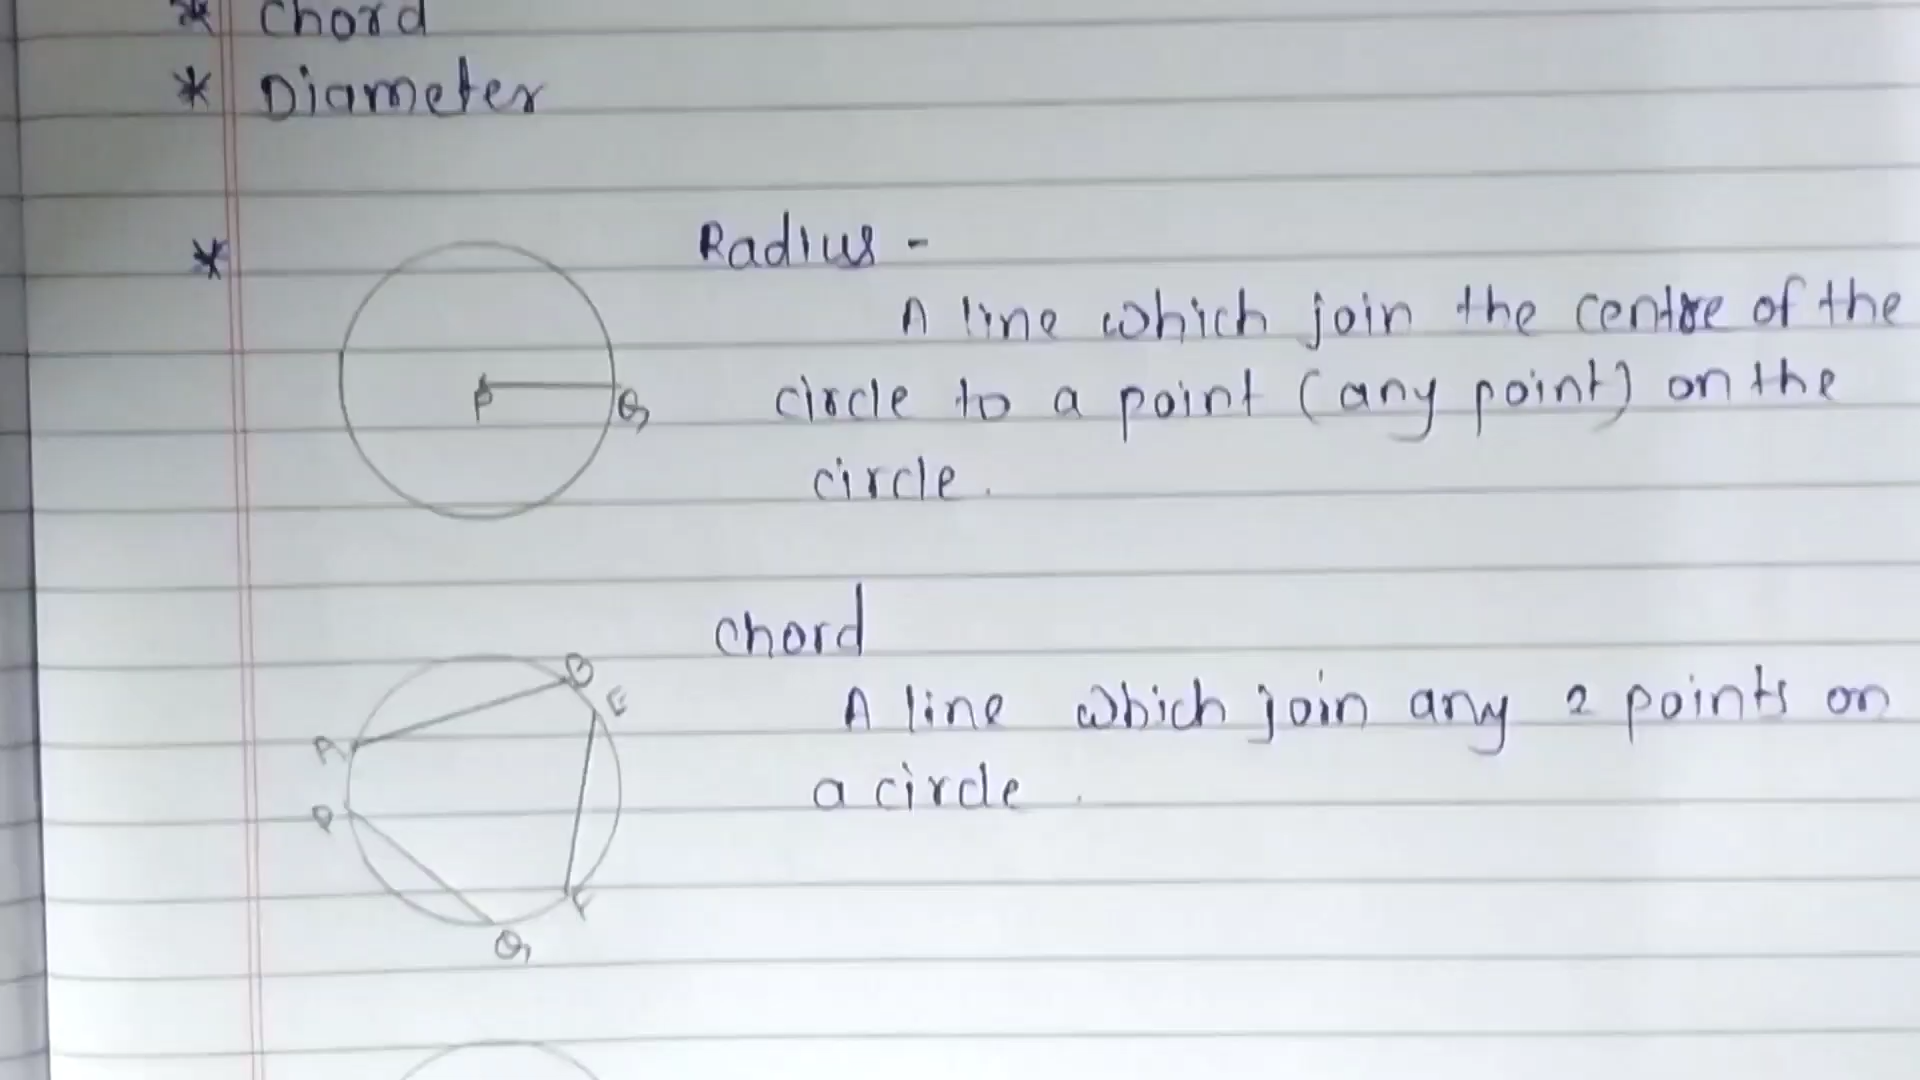 * Chord
* Diameter
* Radius -
A line which join the centre of the
circle to a point (any point) on the
circle.
P Q
Chord
A line which join any 2 points on
a circle.
B
E
A
P
F
Q